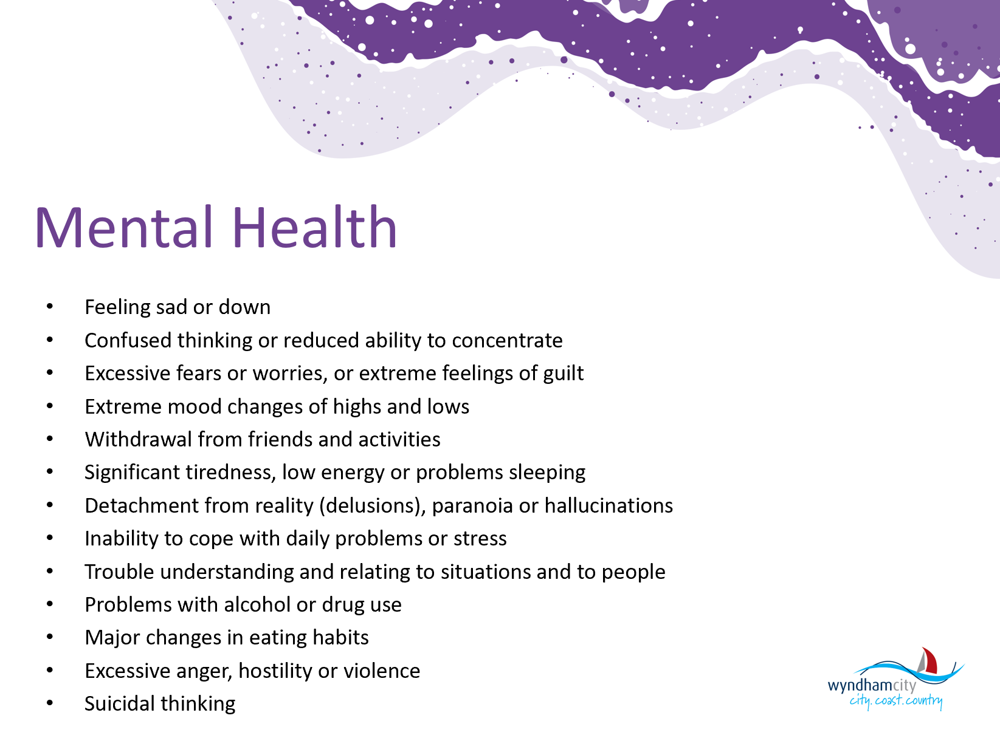 Mental Health
• Feeling sad or down
• Confused thinking or reduced ability to concentrate
• Excessive fears or worries, or extreme feelings of guilt
• Extreme mood changes of highs and lows
• Withdrawal from friends and activities
• Significant tiredness, low energy or problems sleeping
• Detachment from reality (delusions), paranoia or hallucinations
• Inability to cope with daily problems or stress
• Trouble understanding and relating to situations and to people
• Problems with alcohol or drug use
• Major changes in eating habits
• Excessive anger, hostility or violence
• Suicidal thinking
wyndhamcity
city. coast. country